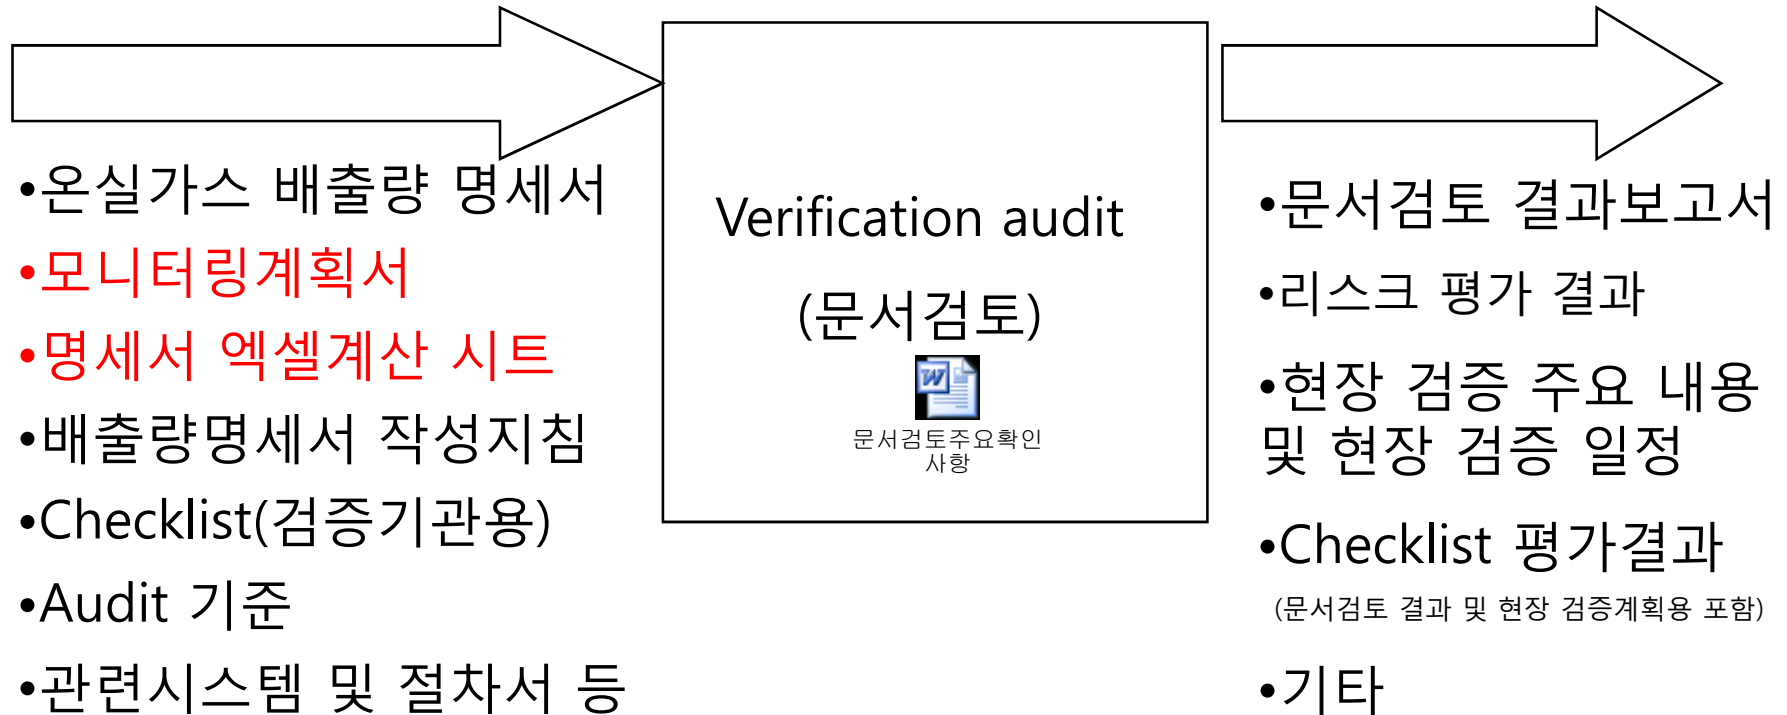 •온실가스 배출량 명세서
•모니터링계획서
•명세서 엑셀계산 시트
•배출량명세서 작성지침
•Checklist(검증기관용)
•Audit 기준
•관련시스템 및 절차서 등
Verification audit
(문서검토)
문서검토주요확인
사항
•문서검토 결과보고서
•리스크 평가 결과
•현장 검증 주요 내용
및 현장 검증 일정
•Checklist 평가결과
(문서검토 결과 및 현장 검증계획용 포함)
•기타